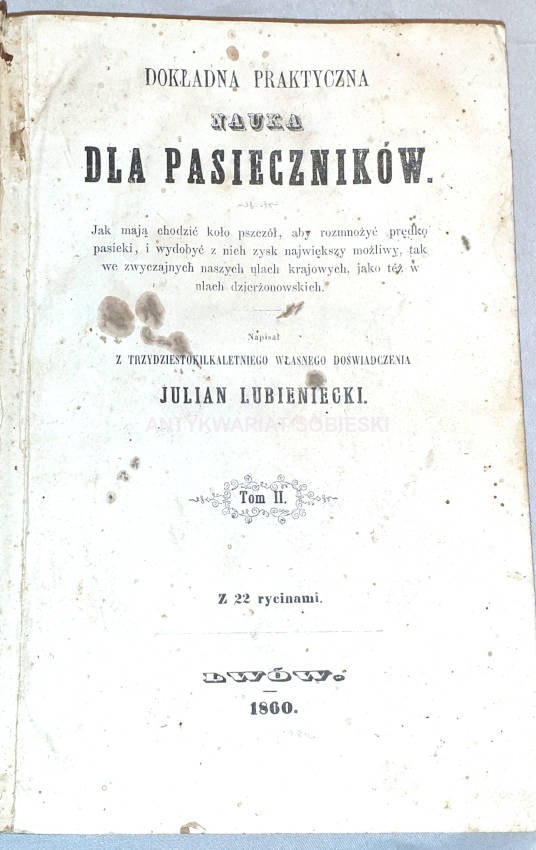 DOKŁADNA PRAKTYCZNA
NAUKA
DLA PASIECZNIKÓW.
Jak mają chodzić koło pszczół, aby rozmnożyć prędko
pasieki, i wydobyć z nich zysk największy możliwy, tak
we zwyczajnych naszych ulach krajowych, jako też w
ulach dzierżonowskich.
Napisał
Z TRZYDZIESTOKILKALETNIEGO WŁASNEGO DOSWIADCZENIA
JULIAN LUBIENIECKI.
ANTYKWARIAT SOBIESKI
Tom II.
Z 22 rycinami.
LWÓW.
1860.